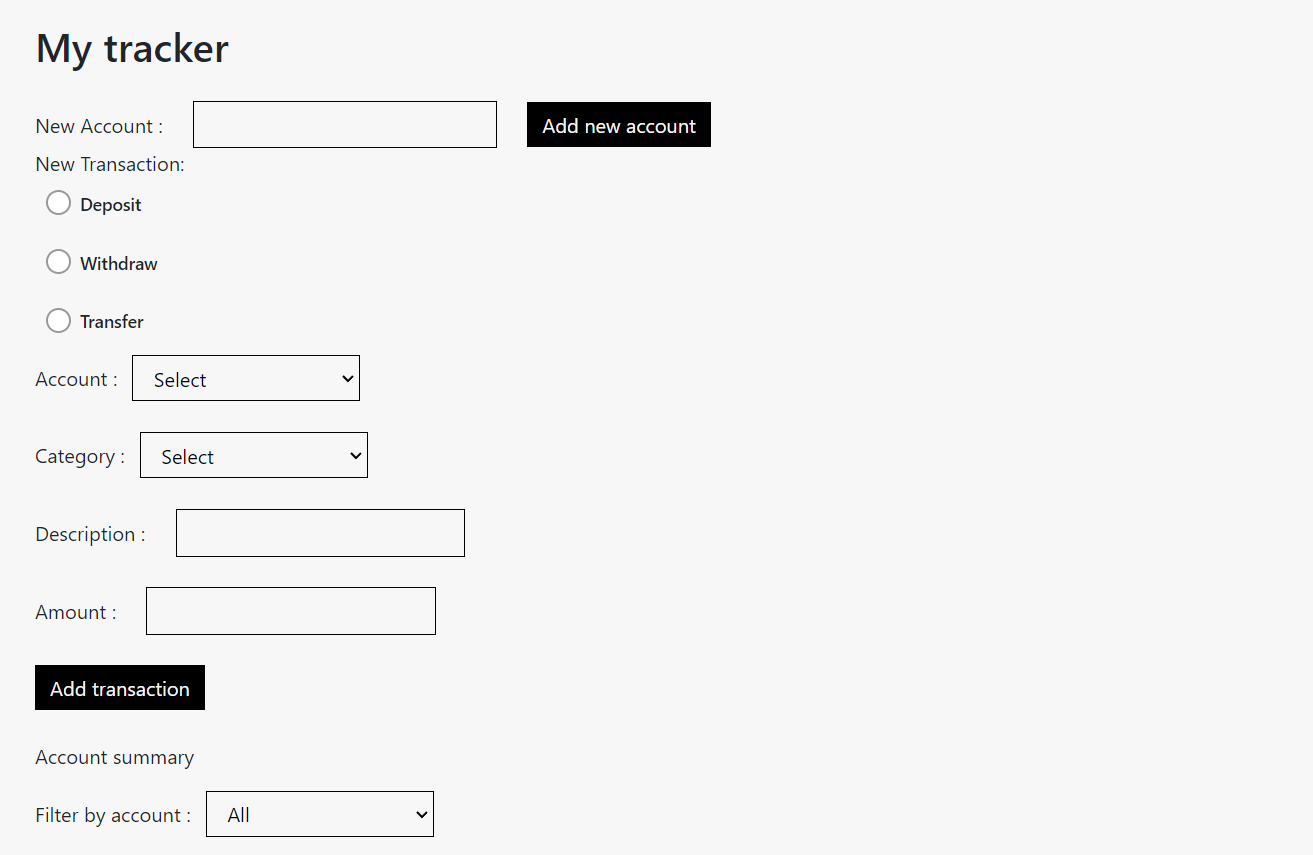 My tracker
New Account : Add new account
New Transaction:
Deposit
Withdraw
Transfer
Account : Select
Category : Select
Description :
Amount :
Add transaction
Account summary
Filter by account : All